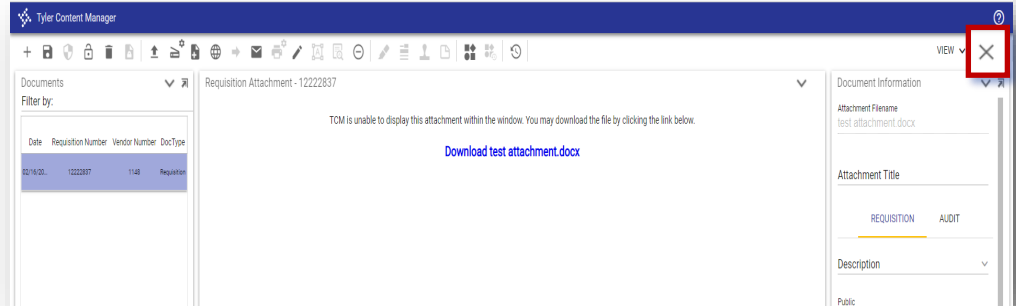 Tyler Content Manager
VIEW
Documents
Filter by:
Date Requisition Number Vendor Number DocType
02/16/20... 12222837 1148 Requisition
Requisition Attachment - 12222837
TCM is unable to display this attachment within the window. You may download the file by clicking the link below.
Download test attachment.docx
Document Information
Attachment Filename
test attachment.docx
Attachment Title
REQUISITION AUDIT
Description
Public